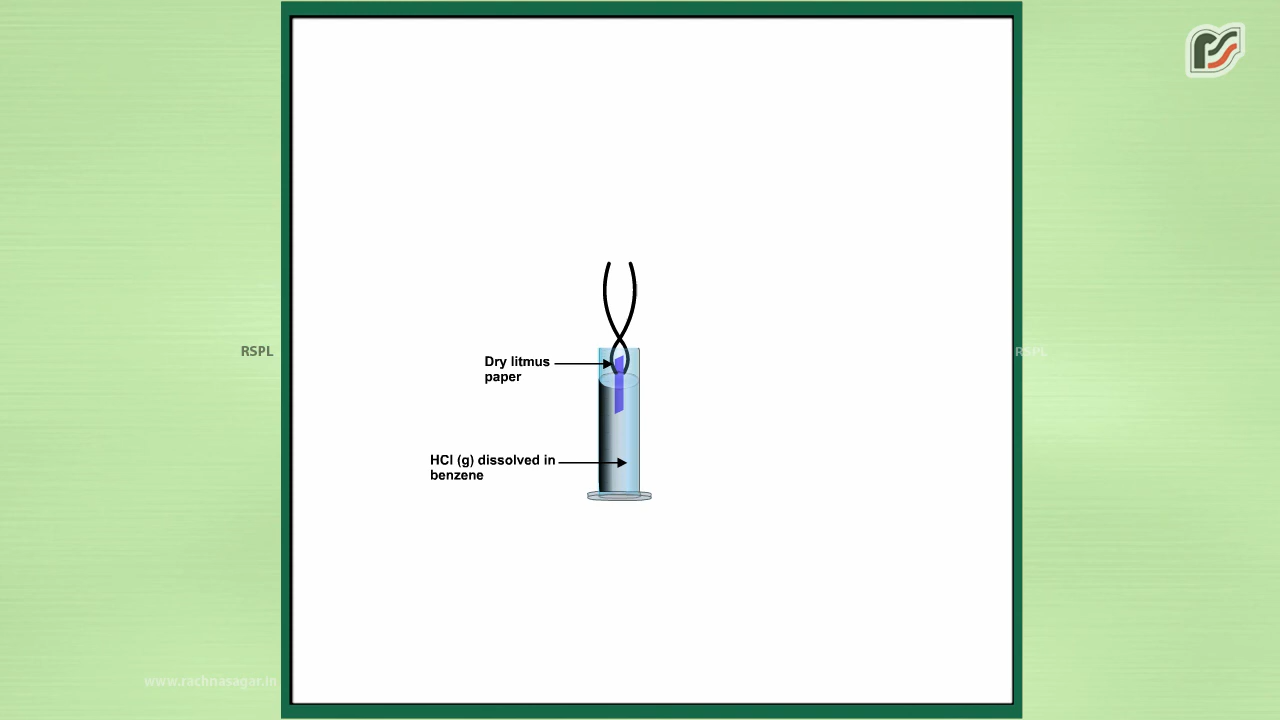 RSPL
RSPL
Dry litmus
paper
HCl (g) dissolved in
benzene
www.rachnasagar.in